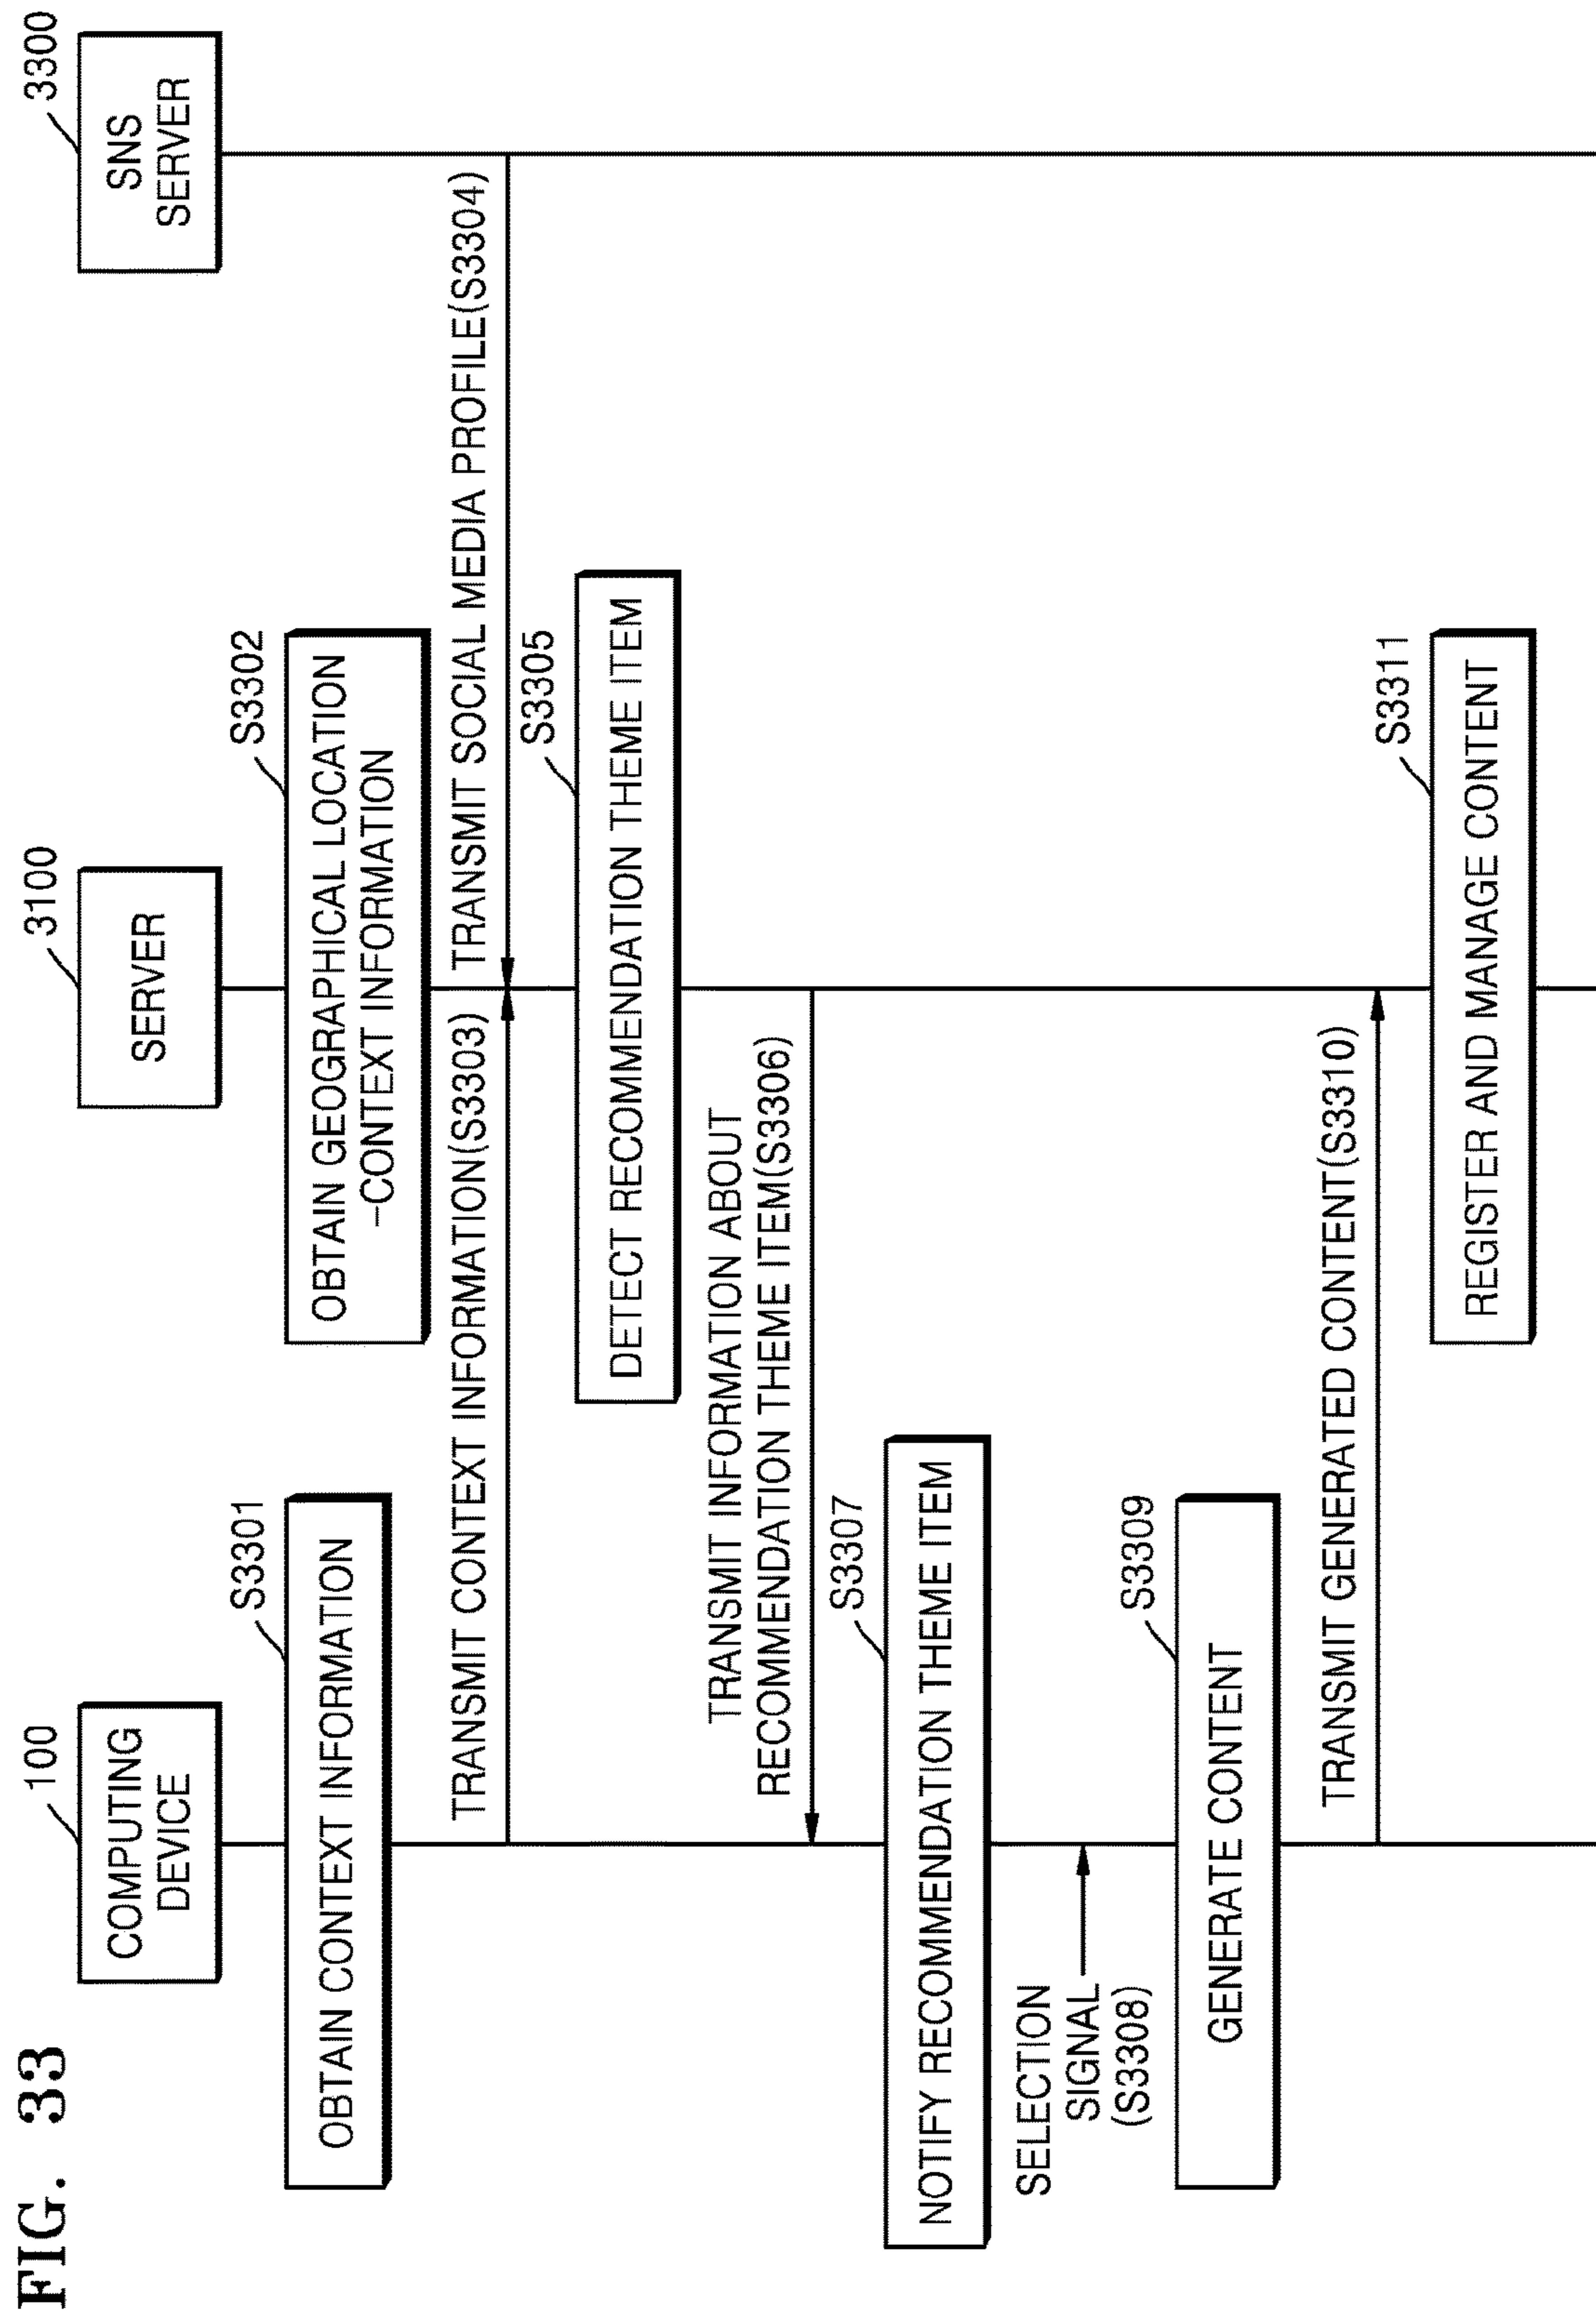 FIG. 33
100
COMPUTING
DEVICE
3100
SERVER
3300
SNS
SERVER
S3301
OBTAIN CONTEXT INFORMATION
S3302
OBTAIN GEOGRAPHICAL LOCATION
-CONTEXT INFORMATION
TRANSMIT CONTEXT INFORMATION(S3303)
TRANSMIT SOCIAL MEDIA PROFILE(S3304)
S3305
DETECT RECOMMENDATION THEME ITEM
TRANSMIT INFORMATION ABOUT
RECOMMENDATION THEME ITEM(S3306)
S3307
NOTIFY RECOMMENDATION THEME ITEM
SELECTION
SIGNAL
(S3308)
S3309
GENERATE CONTENT
TRANSMIT GENERATED CONTENT(S3310)
S3311
REGISTER AND MANAGE CONTENT